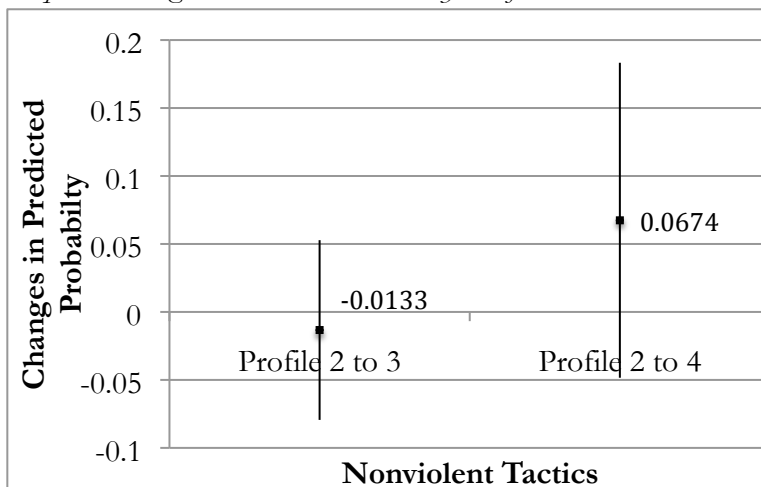 0.2
0.15
0.1
0.05
0
-0.05
-0.1
Changes in Predicted
Probabilty
-0.0133
0.0674
Profile 2 to 3
Profile 2 to 4
Nonviolent Tactics